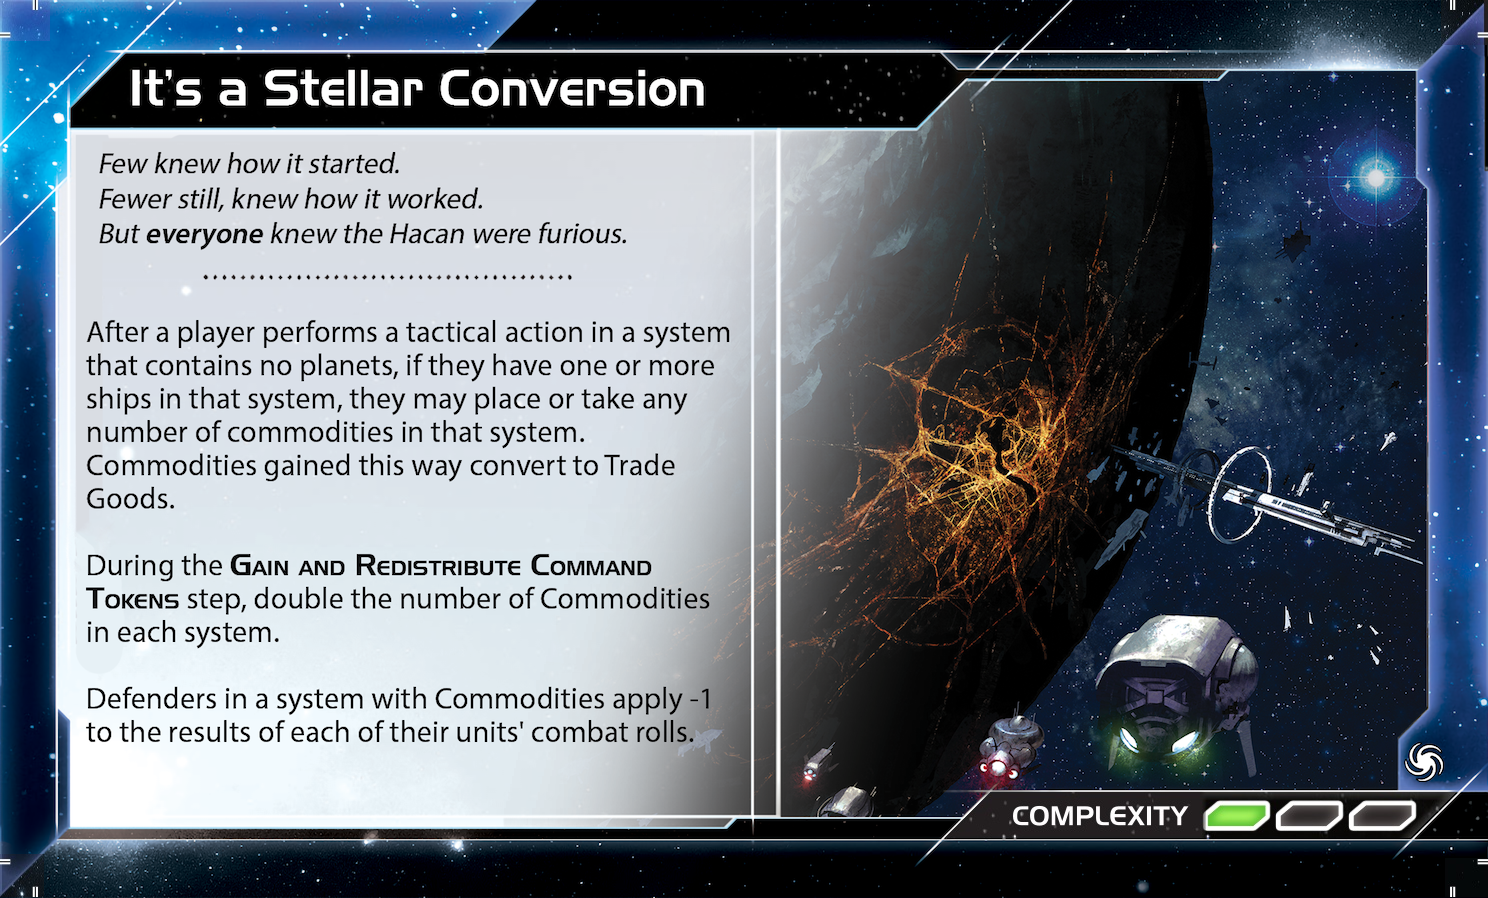 It's a Stellar Conversion
Few knew how it started.
Fewer still, knew how it worked.
But everyone knew the Hacan were furious.
After a player performs a tactical action in a system
that contains no planets, if they have one or more
ships in that system, they may place or take any
number of commodities in that system.
Commodities gained this way convert to Trade
Goods.
During the Gain and Redistribute Command
Tokens step, double the number of Commodities
in each system.
Defenders in a system with Commodities apply -1
to the results of each of their units' combat rolls.
COMPLEXITY